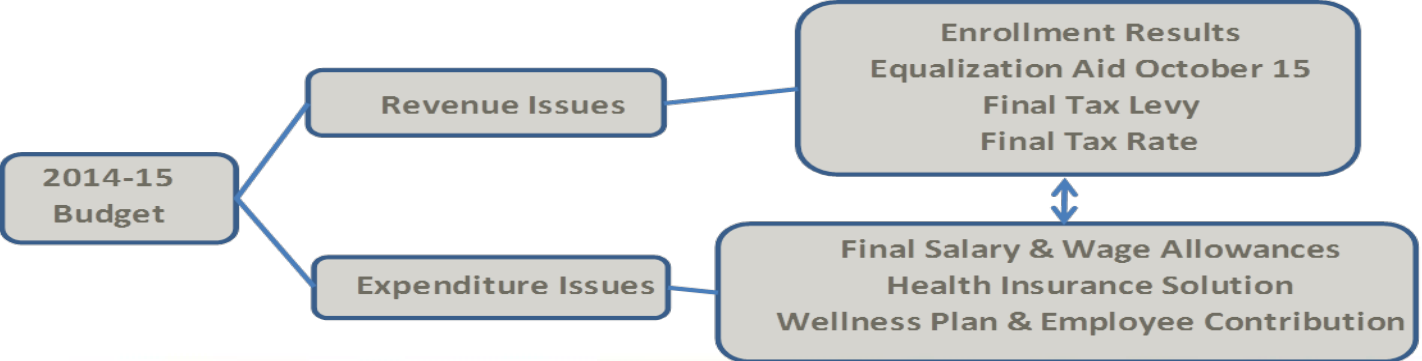 2014-15
Budget
Revenue Issues
Enrollment Results
Equalization Aid October 15
Final Tax Levy
Final Tax Rate
Expenditure Issues
Final Salary & Wage Allowances
Health Insurance Solution
Wellness Plan & Employee Contribution